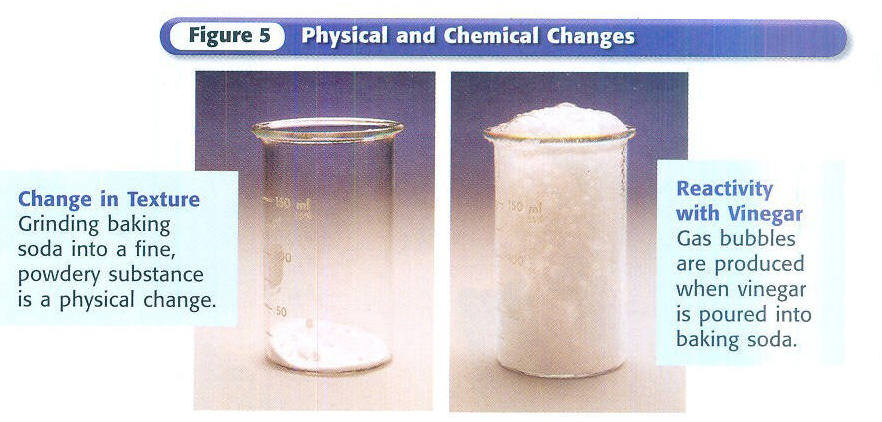 Figure 5 Physical and Chemical Changes
Change in Texture
Grinding baking
soda into a fine,
powdery substance
is a physical change.
150 ml
50
150 ml
Reactivity
with Vinegar
Gas bubbles
are produced
when vinegar
is poured into
baking soda.